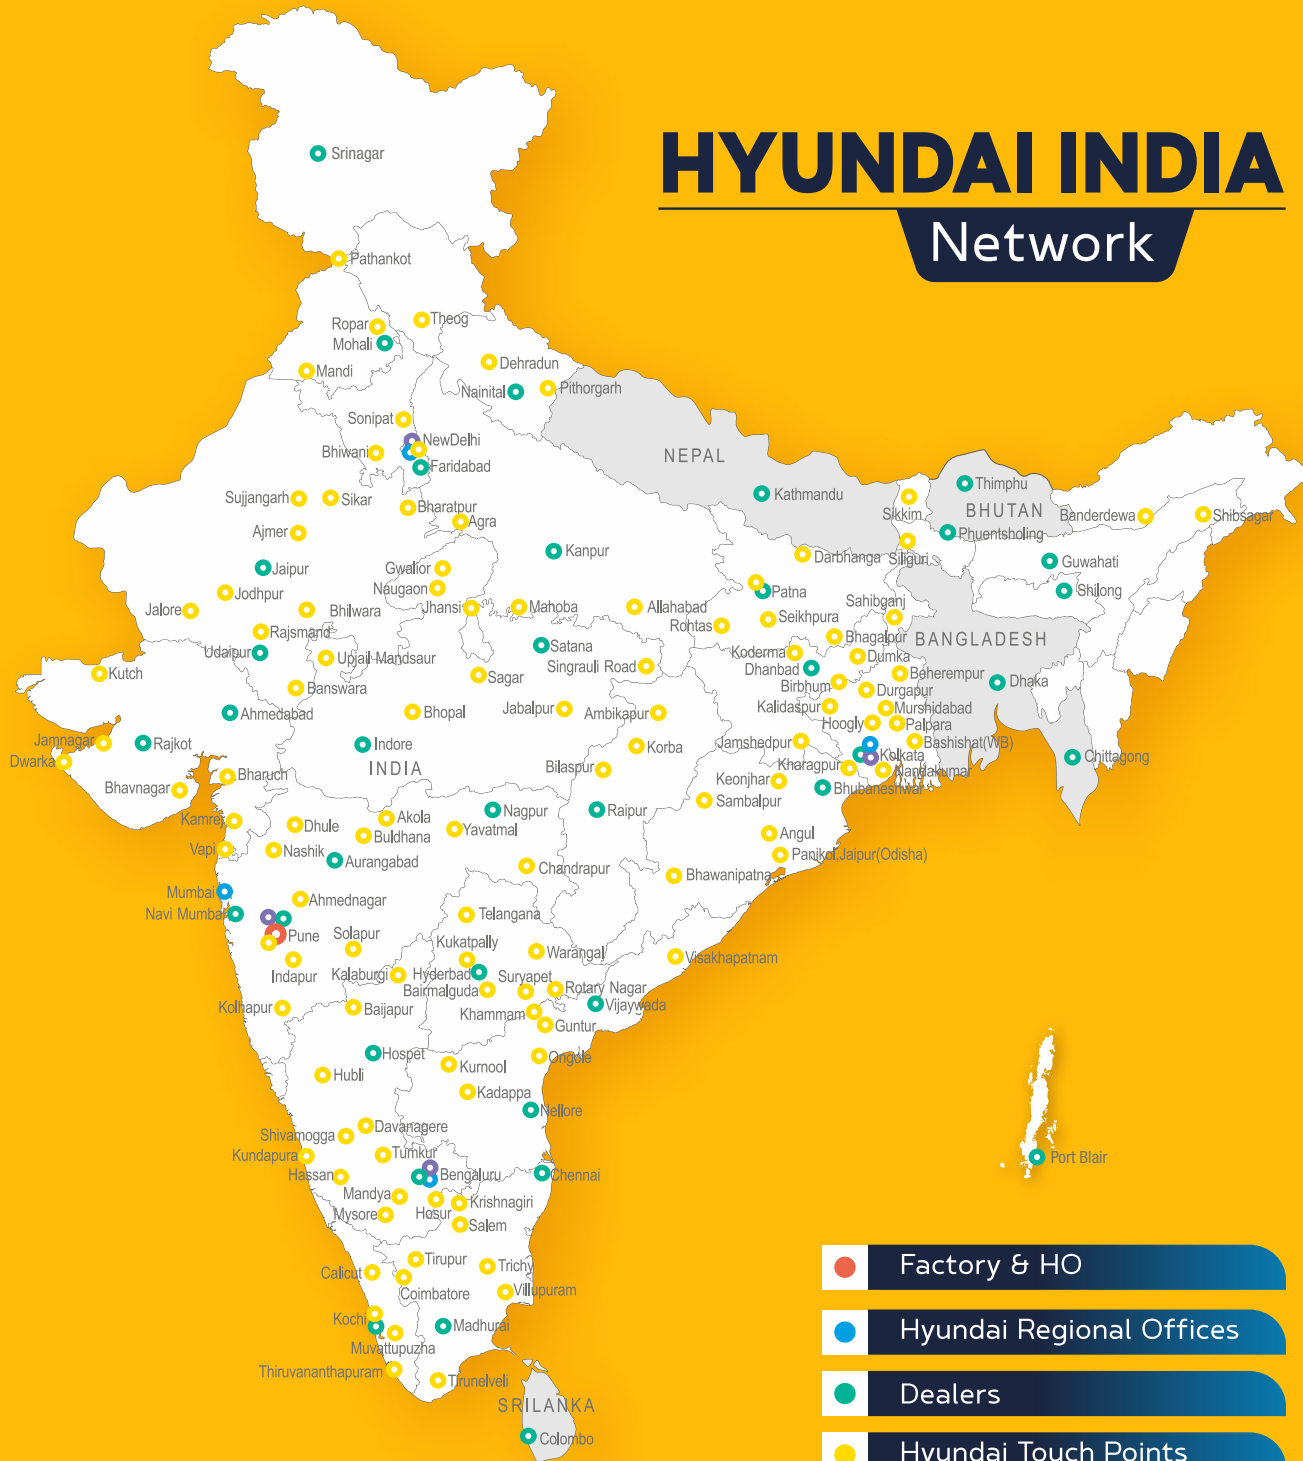 HYUNDAI INDIA
Network
Srinagar
Pathankot
Ropar
Theog
Mohali
Mandi
Dehradun
Nainital
Pithorgarh
Sonipat
NewDelhi
Bhiwani
Faridabad
NEPAL
Kathmandu
Thimphu
BHUTAN
Sikkim
Phuentsholing
Banderdewa
Shibsagar
Sujjangarh
Sikar
Bharatpur
Agra
Ajmer
Kanpur
Darbhanga
Siliguri
Guwahati
Jaipur
Gwalior
Naugaon
Patna
Shilong
Jodhpur
Jalore
Bhilwara
Jhansi
Mahoba
Allahabad
Sahibganj
Rohtas
Seikhpura
Rajsmand
Bhagalpur
BANGLADESH
Udaipur
Upjail Mandsaur
Satana
Singrauli Road
Koderma
Dhanbad
Dumka
Kutch
Sagar
Beherempur
Dhaka
Banswara
Birbhum
Durgapur
Ahmedabad
Bhopal
Jabalpur
Ambikapur
Kalidaspur
Murshidabad
Hoogly
Palpara
Jamnagar
Rajkot
Indore
Korba
Jamshedpur
Bashishat(WB)
Dwarka
INDIA
Bilaspur
Kolkata
Chittagong
Kharagpur
Nandakumar
Bharuch
Keonjhar
Bhavnagar
Bhubaneshwar
Sambalpur
Nagpur
Raipur
Kamrej
Dhule
Akola
Buldhana
Yavatmal
Angul
Vapi
Nashik
Aurangabad
Panikol,Jaipur(Odisha)
Chandrapur
Bhawanipatna
Mumbai
Ahmednagar
Navi Mumbai
Telangana
Pune
Solapur
Kukatpally
Warangal
Visakhapatnam
Indapur
Kalaburgi
Hyderbad
Suryapet
Bairmalguda
Rotary Nagar
Kolhapur
Baijapur
Khammam
Vijaywada
Guntur
Hospet
Ongole
Hubli
Kurnool
Kadappa
Nellore
Davanagere
Shivamogga
Kundapura
Tumkur
Hassan
Bengaluru
Chennai
Port Blair
Mandya
Krishnagiri
Mysore
Hosur
Salem
Tirupur
Calicut
Trichy
Coimbatore
Villupuram
Kochi
Madhurai
Muvattupuzha
Thiruvananthapuram
Tirunelveli
SRILANKA
Colombo
Factory & HO
Hyundai Regional Offices
Dealers
Hyundai Touch Points